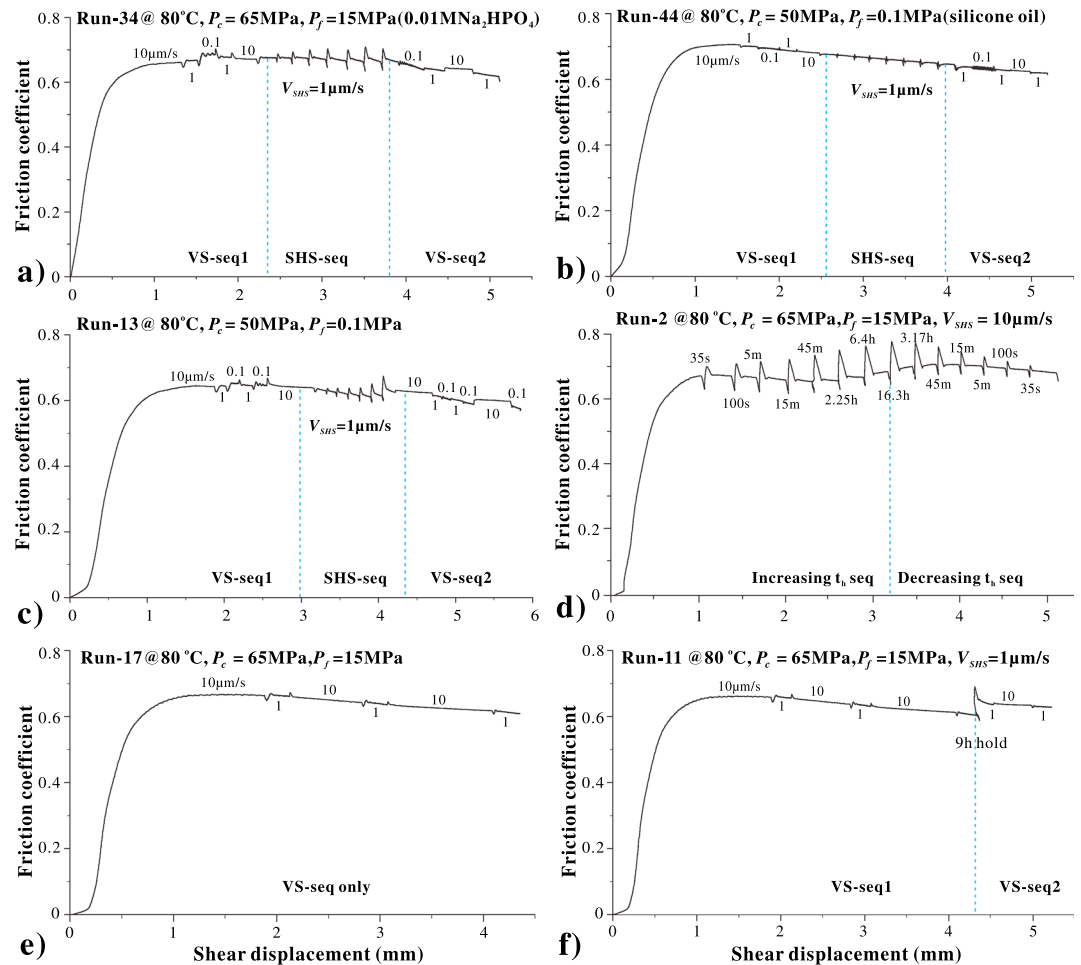 Run-34@ 80°C, Pc = 65MPa, Pf = 15MPa(0.01MNa2HPO4)
0.8
0.6
0.4
0.2
0
Friction coefficient
10μm/s
0.1
10
1
1
VSHS=1μm/s
0.1
10
1
1
VS-seq1
SHS-seq
VS-seq2
a)
0
1
2
3
4
5
Run-44@ 80°C, Pc = 50MPa, Pf = 0.1MPa(silicone oil)
0.8
0.6
0.4
0.2
0
Friction coefficient
10μm/s
1
0.1
1
10
VSHS=1μm/s
0.1
10
1
1
VS-seq1
SHS-seq
VS-seq2
b)
0
1
2
3
4
5
Run-13@ 80°C, Pc = 50MPa, Pf = 0.1MPa
0.8
0.6
0.4
0.2
0
Friction coefficient
10μm/s
0.1
0.1
1
1
10
VSHS=1μm/s
10
0.1
0.1
0.1
1
1
10
VS-seq1
SHS-seq
VS-seq2
c)
0
1
2
3
4
5
6
Run-2 @80°C, Pc = 65MPa,Pf = 15MPa, VSHS = 10μm/s
0.8
0.6
0.4
0.2
0
Friction coefficient
35s
5m
45m
6.4h
3.17h
15m
100s
100s
15m
2.25h
16.3h
45m
5m
35s
Increasing th seq
Decreasing th seq
d)
0
1
2
3
4
5
Run-17@80 °C, Pc = 65MPa,Pf = 15MPa
0.8
0.6
0.4
0.2
0
Friction coefficient
10μm/s
10
10
1
1
1
VS-seq only
e)
0
1
2
3
4
Shear displacement (mm)
Run-11 @80 °C, Pc = 65MPa,Pf = 15MPa, VSHS=1μm/s
0.8
0.6
0.4
0.2
0
Friction coefficient
10μm/s
10
10
10
1
1
1
1
9h hold
VS-seq1
VS-seq2
f)
0
1
2
3
4
5
Shear displacement (mm)